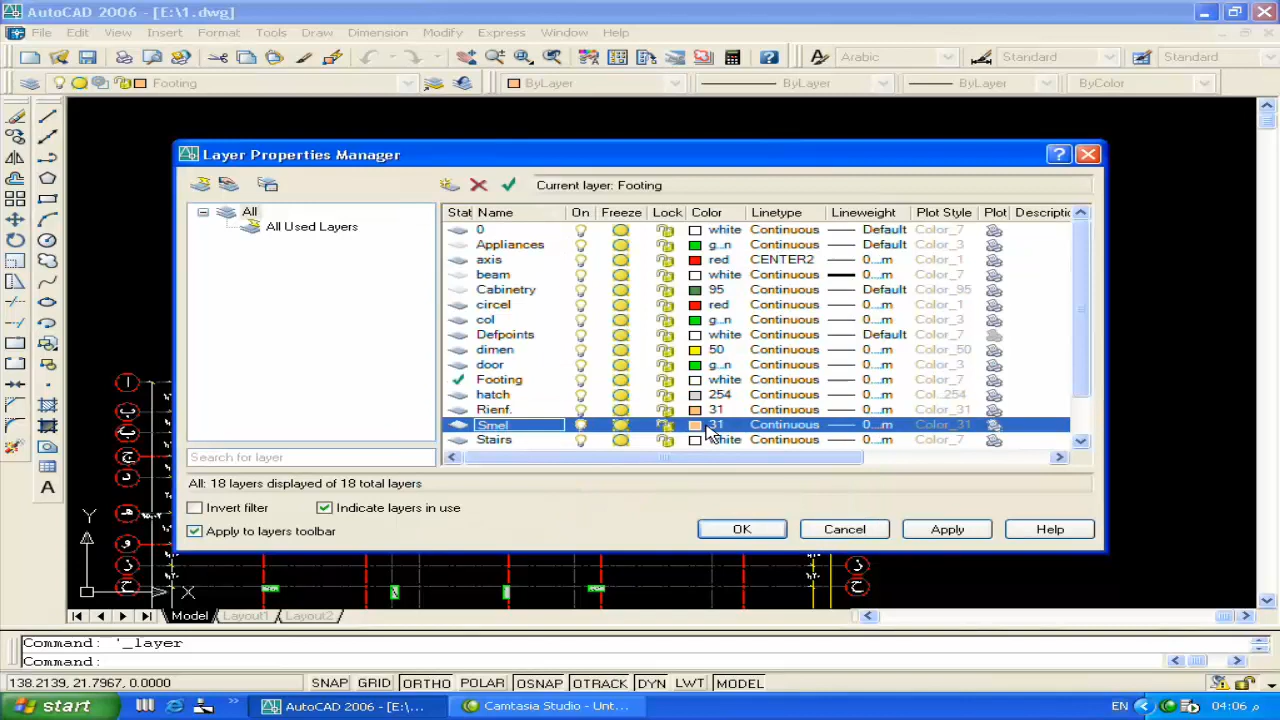 AutoCAD 2006 - [E:\1.dwg]
File Edit View Insert Format Tools Draw Dimension Modify Express Window Help
Arabic Standard Standard
Footing ByLayer ByLayer ByLayer ByColor
Layer Properties Manager
Current layer: Footing
All
All Used Layers
Search for layer
Stat Name On Freeze Lock Color Linetype Lineweight Plot Style Plot Descriptic
0 white Continuous Default Color_7
Appliances g...n Continuous Default Color_3
axis red CENTER2 0....m Color_1
beam white Continuous 0....m Color_7
Cabinetry 95 Continuous Default Color_95
circel red Continuous 0....m Color_1
col g...n Continuous 0....m Color_3
Defpoints white Continuous Default Color_7
dimen 50 Continuous 0....m Color_50
door g...n Continuous 0....m Color_3
Footing white Continuous 0....m Color_7
hatch 254 Continuous 0....m Col...254
Rienf. 31 Continuous 0....m Color_31
Smel 31 Continuous 0....m Color_31
Stairs white Continuous 0....m Color_7
All: 18 layers displayed of 18 total layers
Invert filter Indicate layers in use
Apply to layers toolbar
OK Cancel Apply Help
Y
X
Model Layout1 Layout2
Command: '_layer
Command:
138.2139, 21.7967, 0.0000 SNAP GRID ORTHO POLAR OSNAP OTRACK DYN LWT MODEL
start AutoCAD 2006 - [E:\... Camtasia Studio - Unt... EN 04:06 م